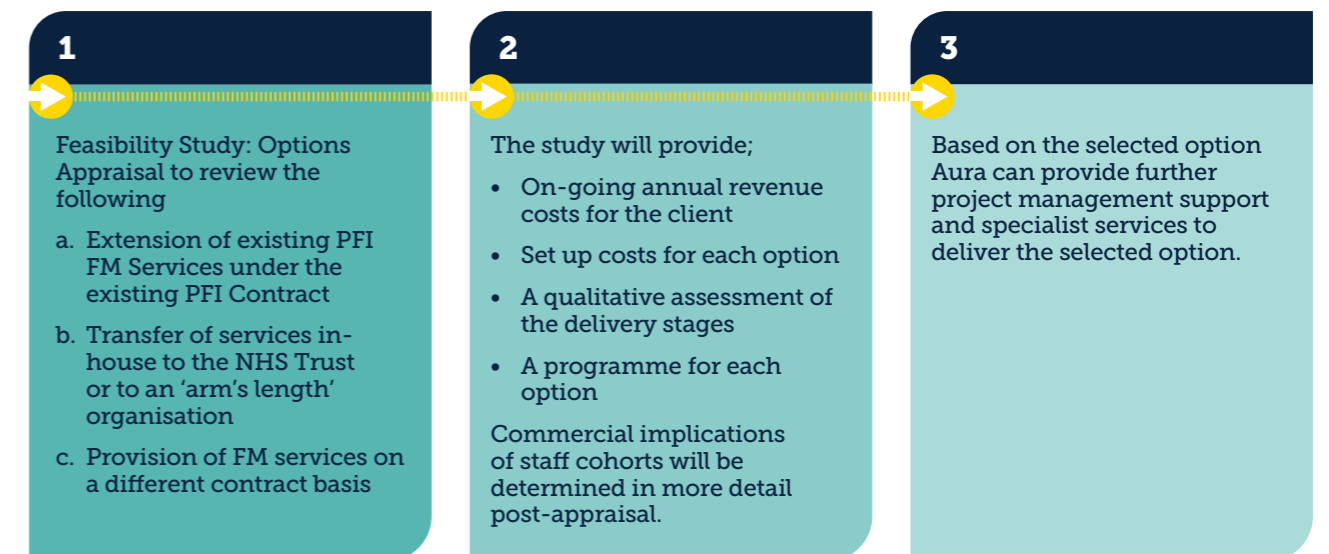 1
Feasibility Study: Options
Appraisal to review the
following
a. Extension of existing PFI
FM Services under the
existing PFI Contract
b. Transfer of services in-
house to the NHS Trust
or to an ‘arm’s length’
organisation
c. Provision of FM services on
a different contract basis
2
The study will provide;
• On-going annual revenue
costs for the client
• Set up costs for each option
• A qualitative assessment of
the delivery stages
• A programme for each
option
Commercial implications
of staff cohorts will be
determined in more detail
post-appraisal.
3
Based on the selected option
Aura can provide further
project management support
and specialist services to
deliver the selected option.